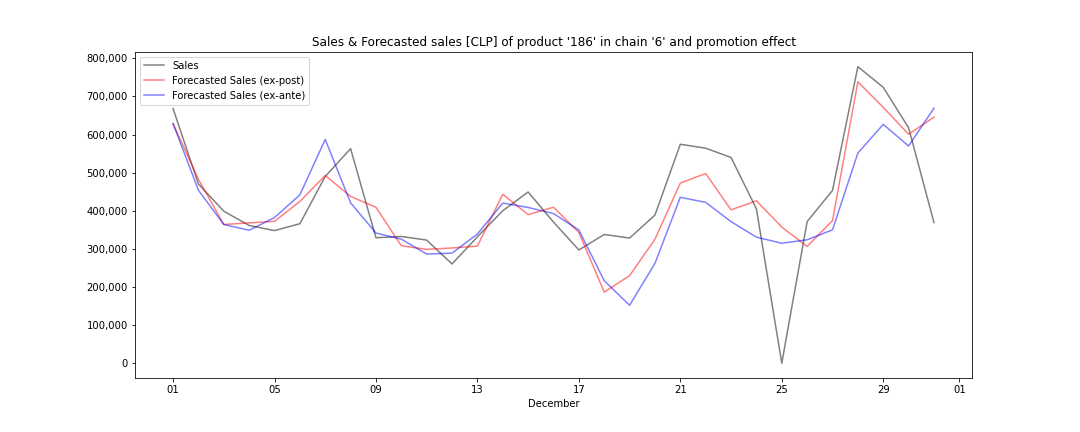 Sales & Forecasted sales [CLP] of product '186' in chain '6' and promotion effect
800,000
700,000
600,000
500,000
400,000
300,000
200,000
100,000
0
Sales
Forecasted Sales (ex-post)
Forecasted Sales (ex-ante)
01 05 09 13 17 21 25 29 01
December